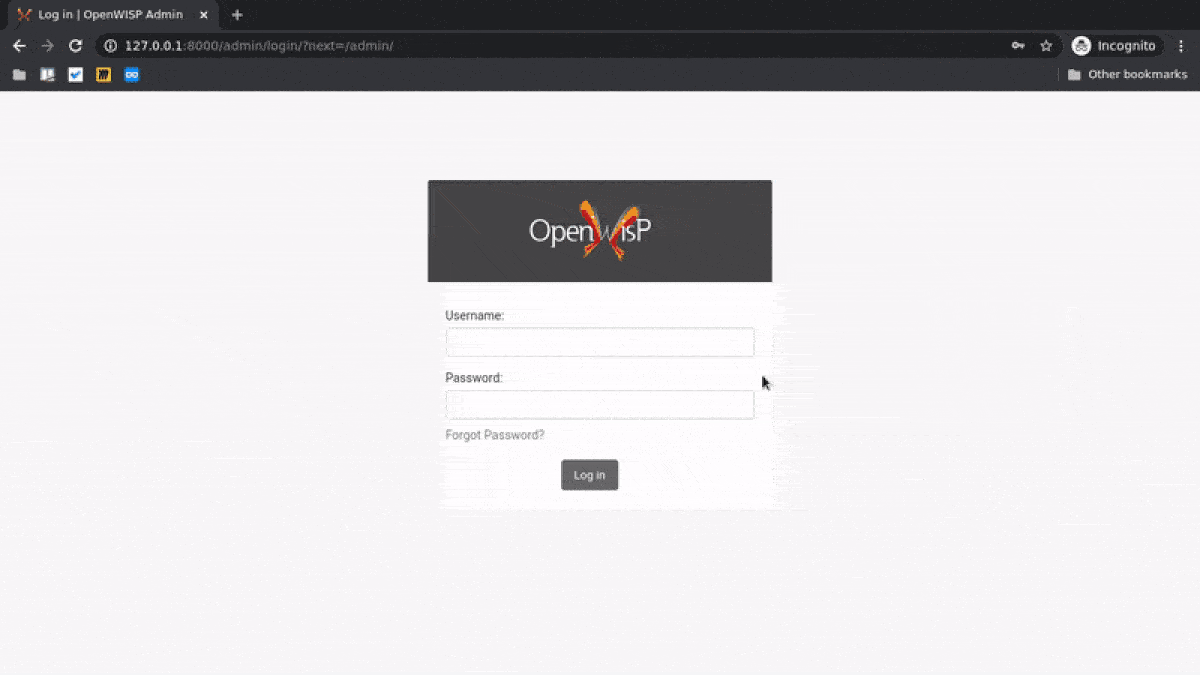 Log in | OpenWISP Admin
127.0.0.1:8000/admin/login/?next=/admin/
Incognito
Other bookmarks
OpenWISP
Username:
Password:
Forgot Password?
Log in